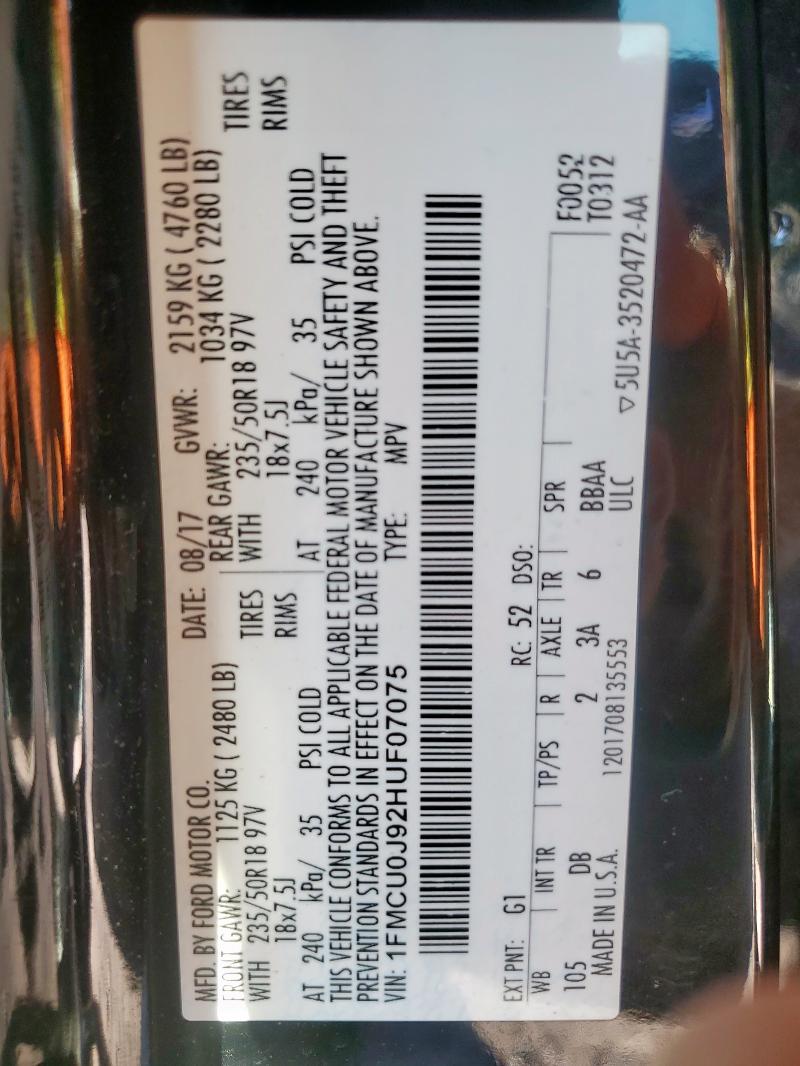 MFD. BY FORD MOTOR CO. DATE: 08/17 GVWR: 2159 KG ( 4760 LB)
FRONT GAWR: 1125 KG ( 2480 LB) REAR GAWR: 1034 KG ( 2280 LB)
WITH 235/50R18 97V TIRES WITH 235/50R18 97V TIRES
18x7.5J RIMS 18x7.5J RIMS
AT 240 kPa/ 35 PSI COLD AT 240 kPa/ 35 PSI COLD
THIS VEHICLE CONFORMS TO ALL APPLICABLE FEDERAL MOTOR VEHICLE SAFETY AND THEFT
PREVENTION STANDARDS IN EFFECT ON THE DATE OF MANUFACTURE SHOWN ABOVE.
VIN: 1FMCU0J92HUF07075 TYPE: MPV
EXT PNT: G1 RC: 52 DSO: F0052
WB INT TR TP/PS R AXLE TR SPR T0312
105 DB 2 3A 6 BBAA
MADE IN U.S.A. 1201708135553 ULC ▽5U5A-3520472-AA